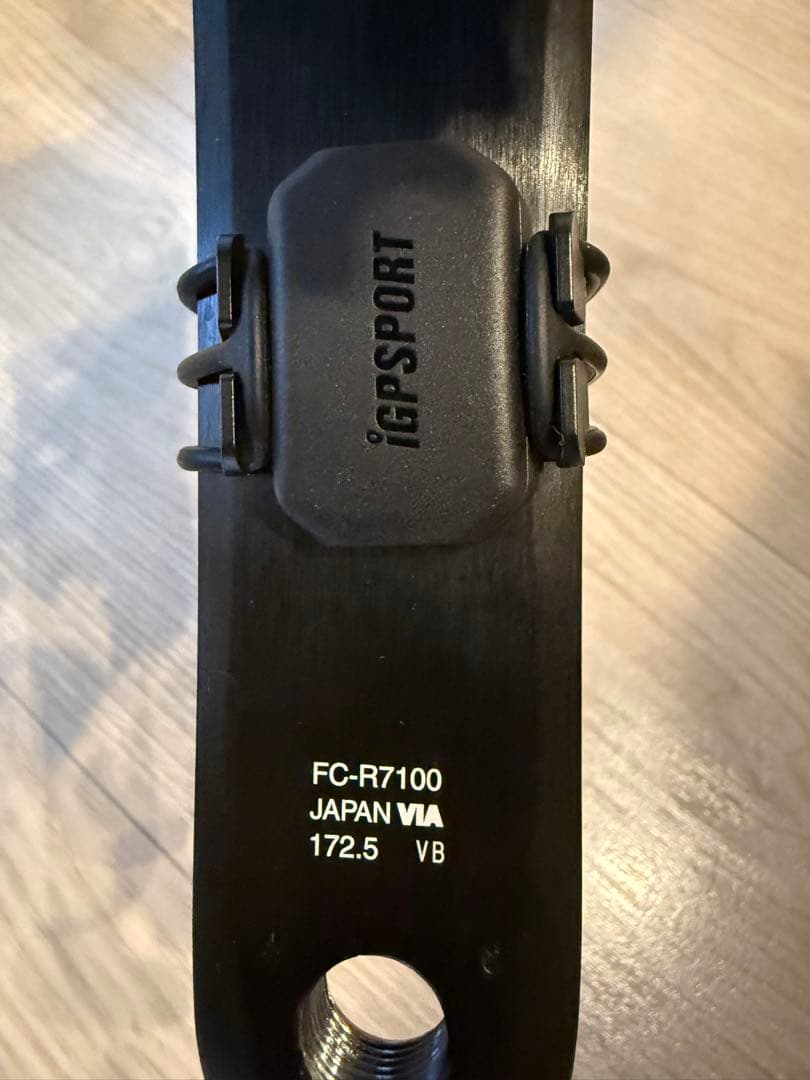 iGPSPORT
FC-R7100
JAPAN VIA
172.5 VB